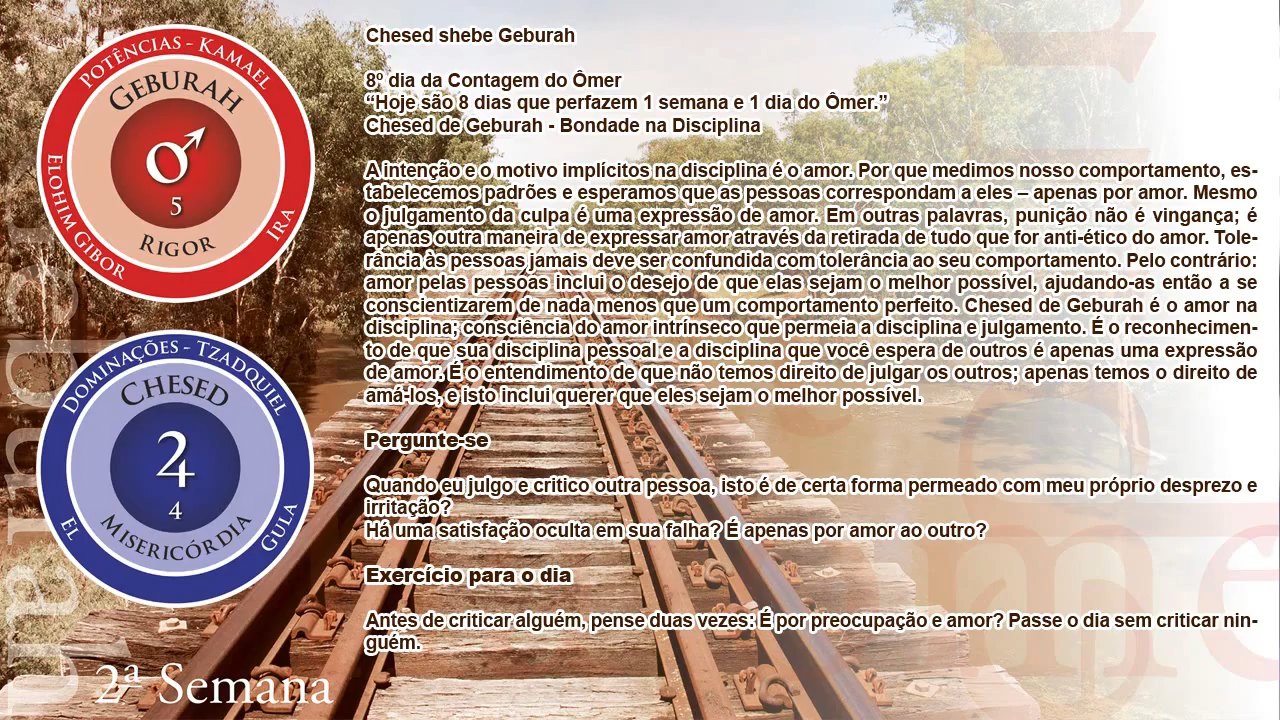 POTÊNCIAS - KAMAEL
GEBURAH
5
RIGOR
ELOHIM GIBOR
IRA
DOMINAÇÕES - TZADQUIEL
CHESED
4
MISERICÓRDIA
EL
GULA
2ª Semana
Chesed shebe Geburah
8º dia da Contagem do Ômer
“Hoje são 8 dias que perfazem 1 semana e 1 dia do Ômer.”
Chesed de Geburah - Bondade na Disciplina
A intenção e o motivo implícitos na disciplina é o amor. Por que medimos nosso comportamento, es-
tabelecemos padrões e esperamos que as pessoas correspondam a eles – apenas por amor. Mesmo
o julgamento da culpa é uma expressão de amor. Em outras palavras, punição não é vingança; é
apenas outra maneira de expressar amor através da retirada de tudo que for anti-ético do amor. Tole-
rância às pessoas jamais deve ser confundida com tolerância ao seu comportamento. Pelo contrário:
amor pelas pessoas inclui o desejo de que elas sejam o melhor possível, ajudando-as então a se
conscientizarem de nada menos que um comportamento perfeito. Chesed de Geburah é o amor na
disciplina; consciência do amor intrínseco que permeia a disciplina e julgamento. É o reconhecimen-
to de que sua disciplina pessoal e a disciplina que você espera de outros é apenas uma expressão
de amor. É o entendimento de que não temos direito de julgar os outros; apenas temos o direito de
amá-los, e isto inclui querer que eles sejam o melhor possível.
Pergunte-se
Quando eu julgo e critico outra pessoa, isto é de certa forma permeado com meu próprio desprezo e
irritação?
Há uma satisfação oculta em sua falha? É apenas por amor ao outro?
Exercício para o dia
Antes de criticar alguém, pense duas vezes: É por preocupação e amor? Passe o dia sem criticar nin-
guém.